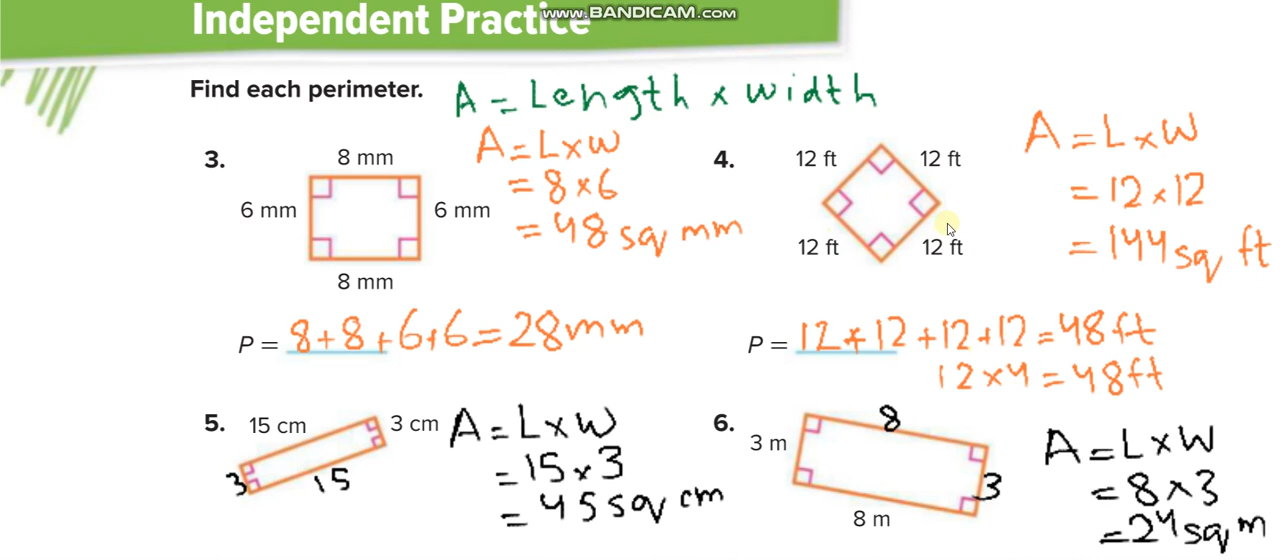 Independent Practice
www.BANDICAM.com
Find each perimeter.
A = Length × width
3.
8 mm
6 mm
6 mm
8 mm
A = L × W
= 8 × 6
= 48 sq mm
P = 8 + 8 + 6 + 6 = 28 mm
4.
12 ft
12 ft
12 ft
12 ft
A = L × W
= 12 × 12
= 144 sq ft
P = 12 + 12 + 12 + 12 = 48 ft
12 × 4 = 48 ft
5.
15 cm
3 cm
3
15
A = L × W
= 15 × 3
= 45 sq cm
6.
8
3 m
3
8 m
A = L × W
= 8 × 3
= 24 sq m